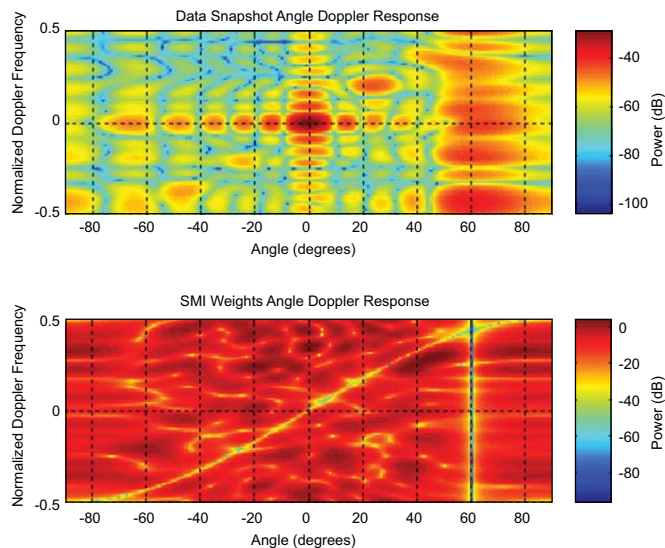 Data Snapshot Angle Doppler Response
Normalized Doppler Frequency
0.5
0
-0.5
-80 -60 -40 -20 0 20 40 60 80
Angle (degrees)
-40
-60
-80
-100
Power (dB)
SMI Weights Angle Doppler Response
Normalized Doppler Frequency
0.5
0
-0.5
-80 -60 -40 -20 0 20 40 60 80
Angle (degrees)
0
-20
-40
-60
-80
Power (dB)